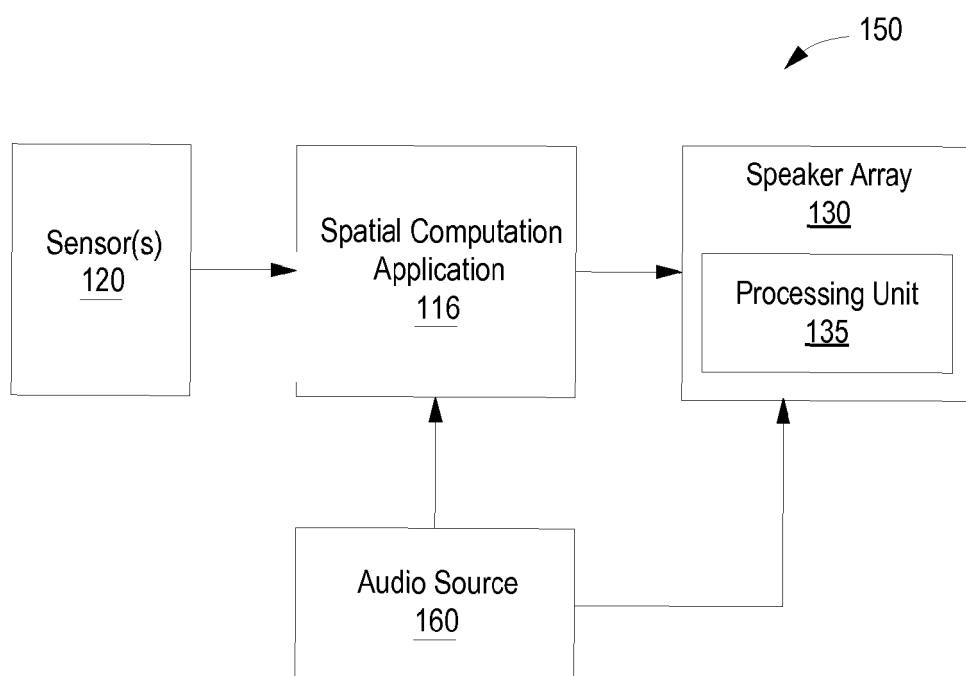 150
Sensor(s)
120
Spatial Computation
Application
116
Speaker Array
130
Processing Unit
135
Audio Source
160